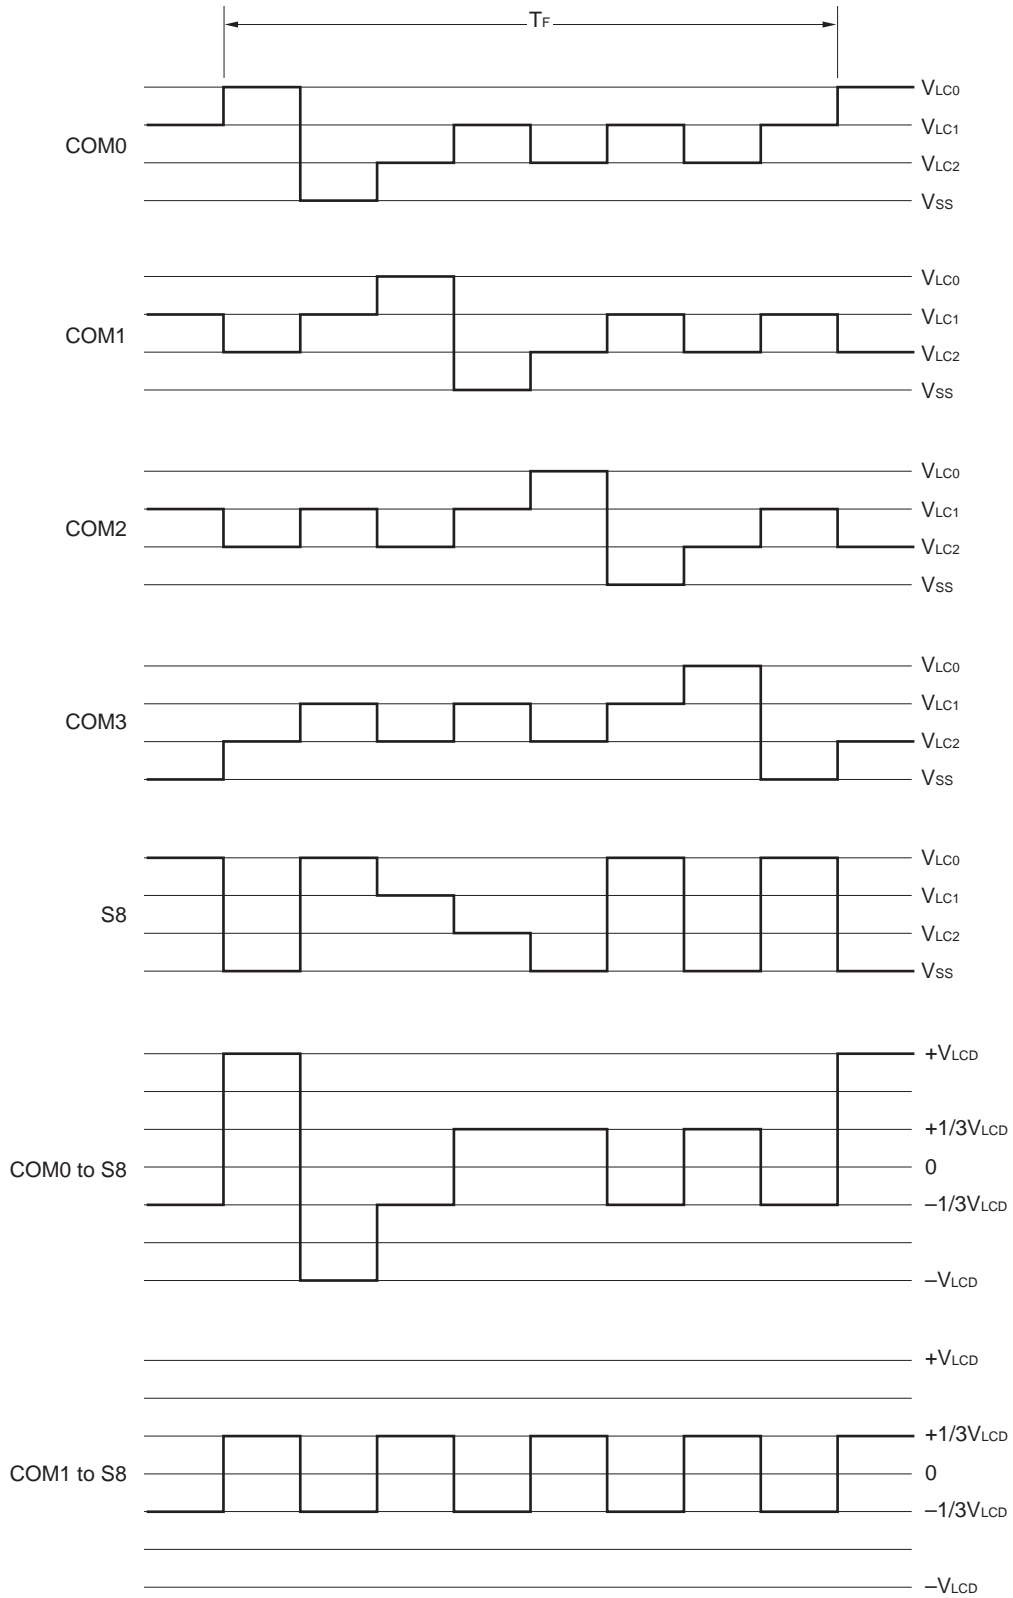 TF
VLC0
VLC1
COM0
VLC2
VSS
VLC0
VLC1
COM1
VLC2
VSS
VLC0
VLC1
COM2
VLC2
VSS
VLC0
VLC1
COM3
VLC2
VSS
VLC0
VLC1
S8
VLC2
VSS
+VLCD
+1/3VLCD
COM0 to S8
0
–1/3VLCD
–VLCD
+VLCD
+1/3VLCD
COM1 to S8
0
–1/3VLCD
–VLCD